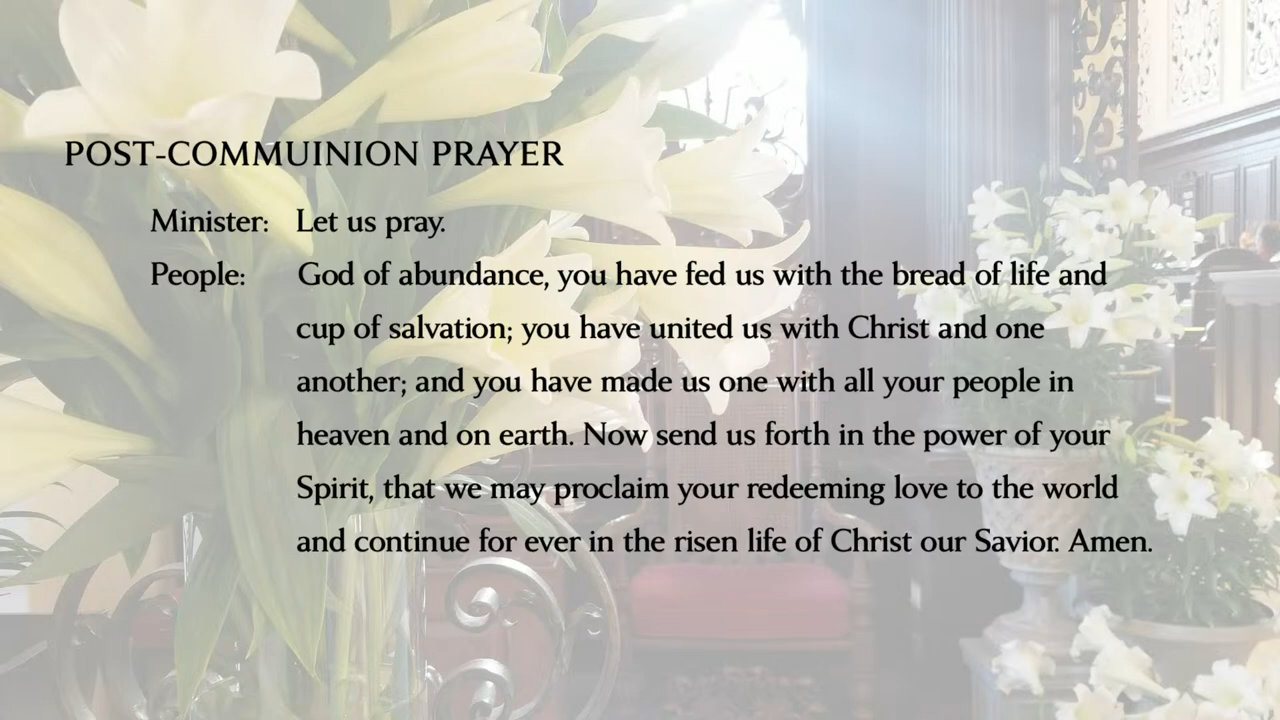 POST-COMMUINION PRAYER
Minister: Let us pray.
People: God of abundance, you have fed us with the bread of life and
cup of salvation; you have united us with Christ and one
another; and you have made us one with all your people in
heaven and on earth. Now send us forth in the power of your
Spirit, that we may proclaim your redeeming love to the world
and continue for ever in the risen life of Christ our Savior. Amen.